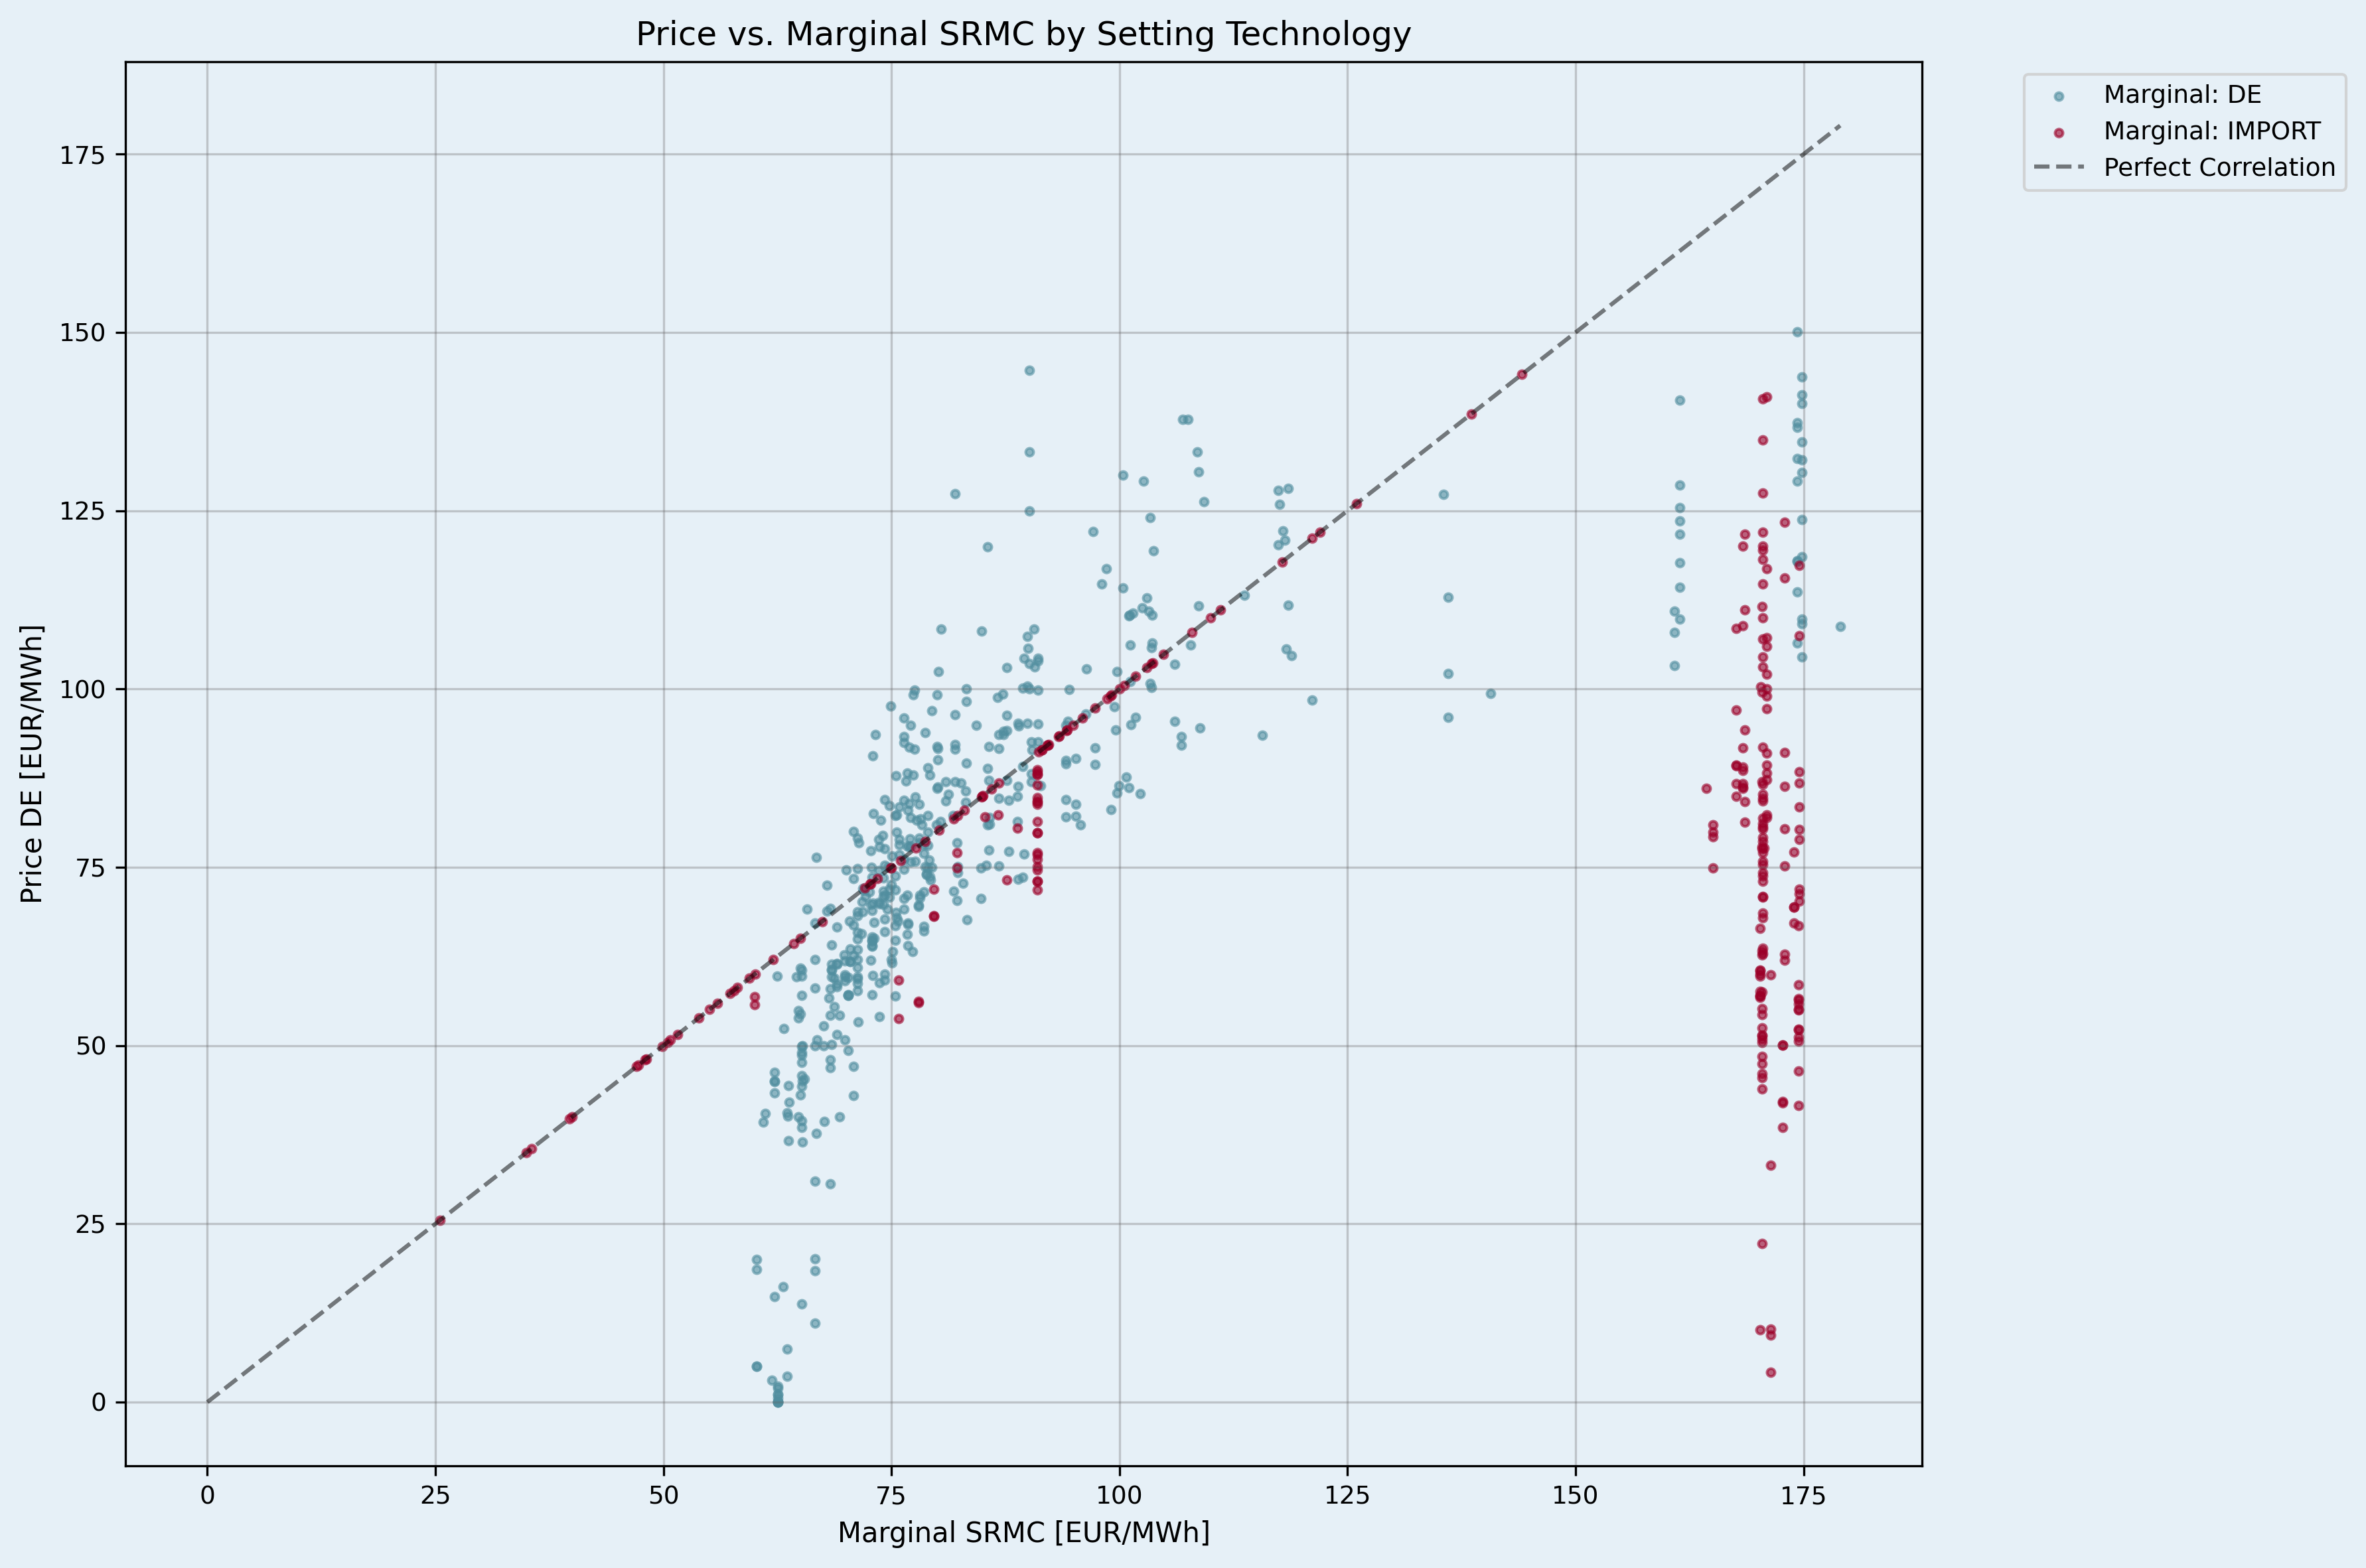 Price vs. Marginal SRMC by Setting Technology
Marginal: DE
Marginal: IMPORT
Perfect Correlation
Price DE [EUR/MWh]
175
150
125
100
75
50
25
0
0 25 50 75 100 125 150 175
Marginal SRMC [EUR/MWh]